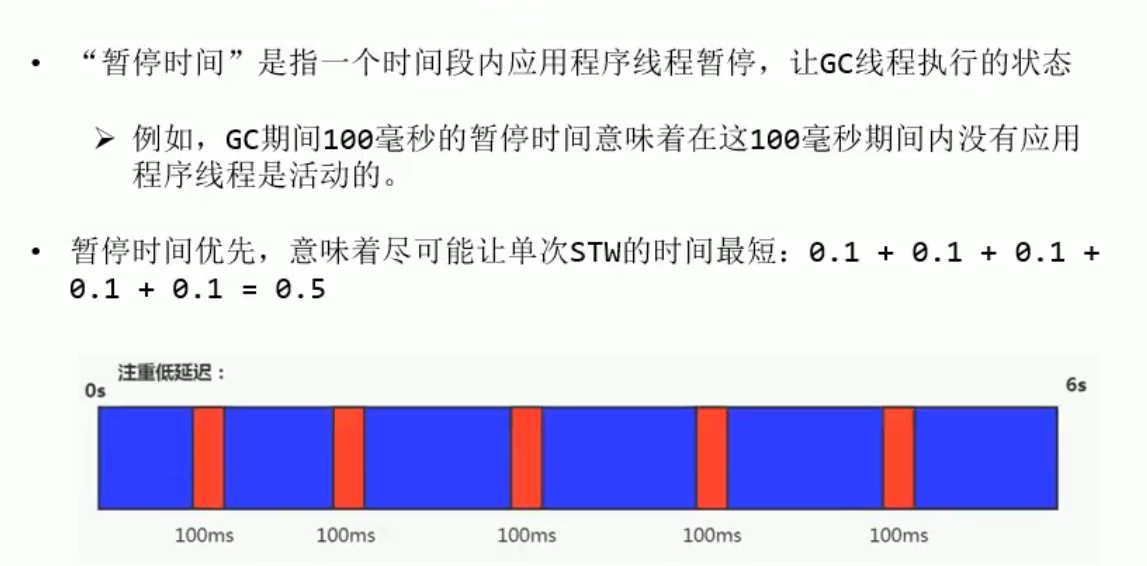 • “暂停时间”是指一个时间段内应用程序线程暂停，让GC线程执行的状态
➢ 例如，GC期间100毫秒的暂停时间意味着在这100毫秒期间内没有应用
程序线程是活动的。
• 暂停时间优先，意味着尽可能让单次STW的时间最短：0.1 + 0.1 + 0.1 +
0.1 + 0.1 = 0.5
注重低延迟：
0s 6s
100ms 100ms 100ms 100ms 100ms